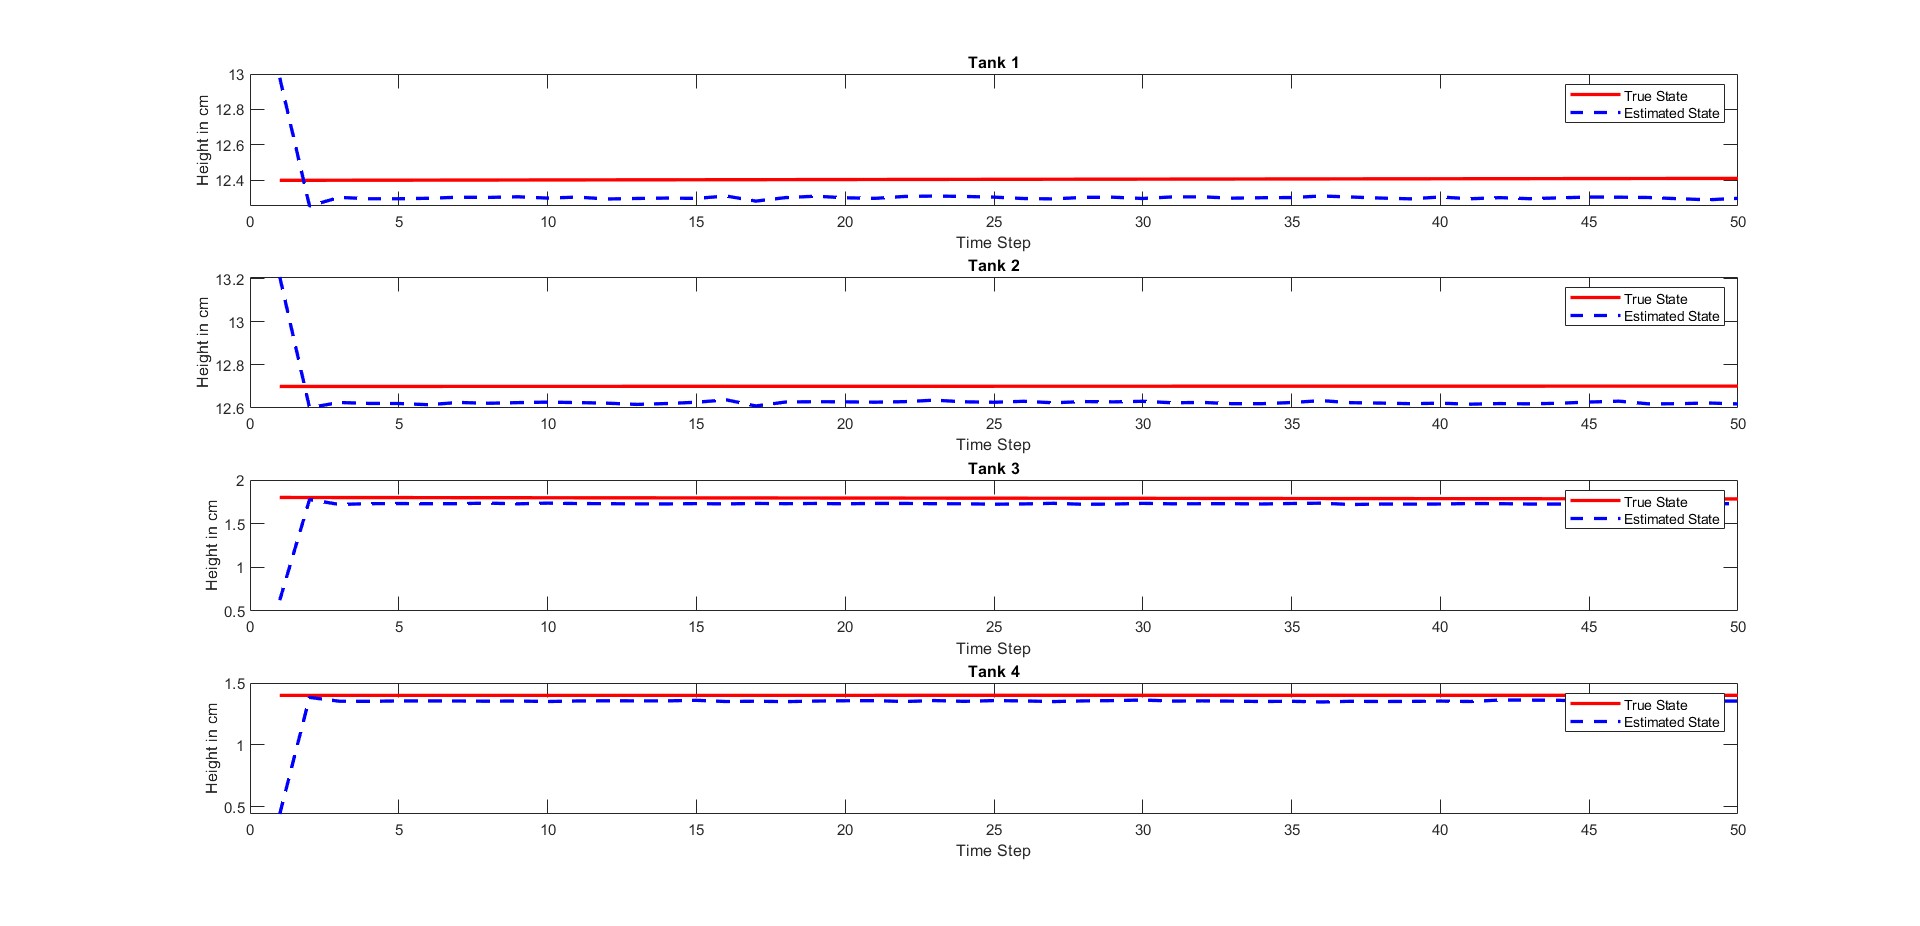 Tank 1
Height in cm
13
12.8
12.6
12.4
True State
Estimated State
0 5 10 15 20 25 30 35 40 45 50
Time Step
Tank 2
Height in cm
13.2
13
12.8
12.6
True State
Estimated State
0 5 10 15 20 25 30 35 40 45 50
Time Step
Tank 3
Height in cm
2
1.5
1
0.5
True State
Estimated State
0 5 10 15 20 25 30 35 40 45 50
Time Step
Tank 4
Height in cm
1.5
1
0.5
True State
Estimated State
0 5 10 15 20 25 30 35 40 45 50
Time Step